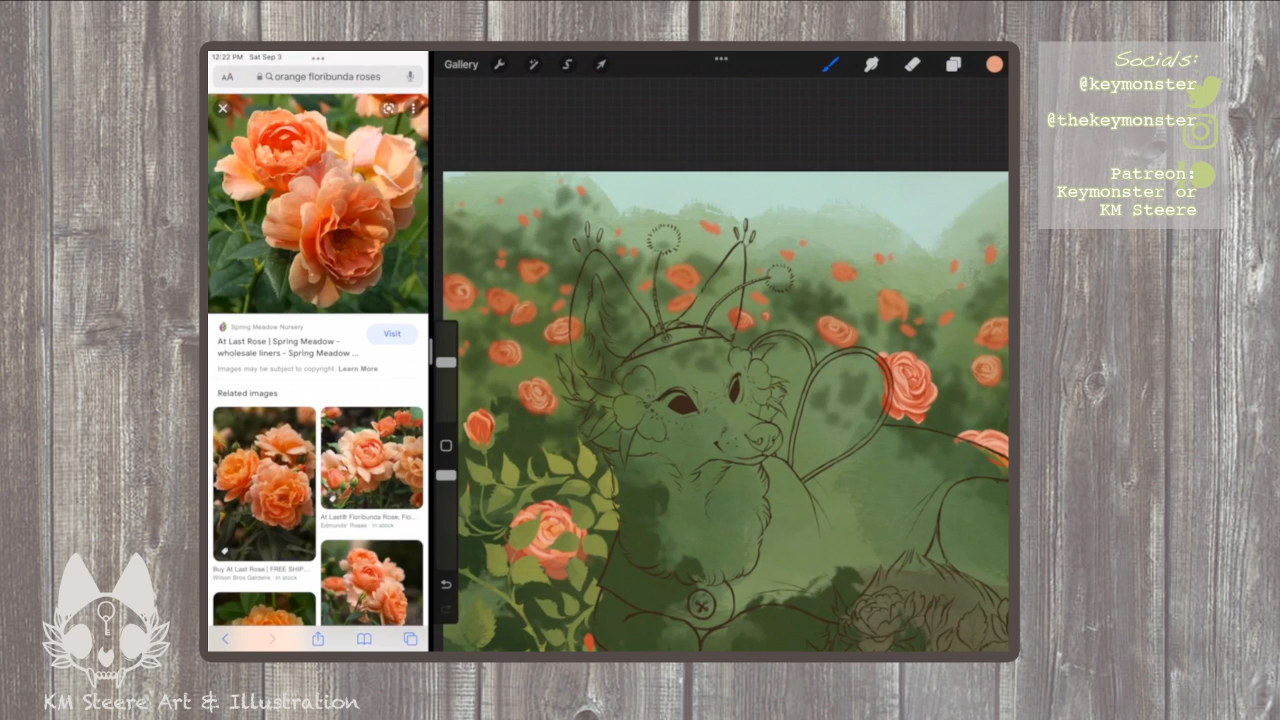 12:22 PM Sat Sep 3
AA
orange floribunda roses
Spring Meadow Nursery
At Last Rose | Spring Meadow -
wholesale liners - Spring Meadow ...
Visit
Images may be subject to copyright. Learn More
Related images
At Last® Floribunda Rose, Flo...
Edmunds' Roses · In stock
Buy At Last Rose | FREE SHIP...
Wilson Bros Gardens · In stock
Gallery
Socials:
@keymonster
@thekeymonster
Patreon:
Keymonster or
KM Steere
KM Steere Art & Illustration